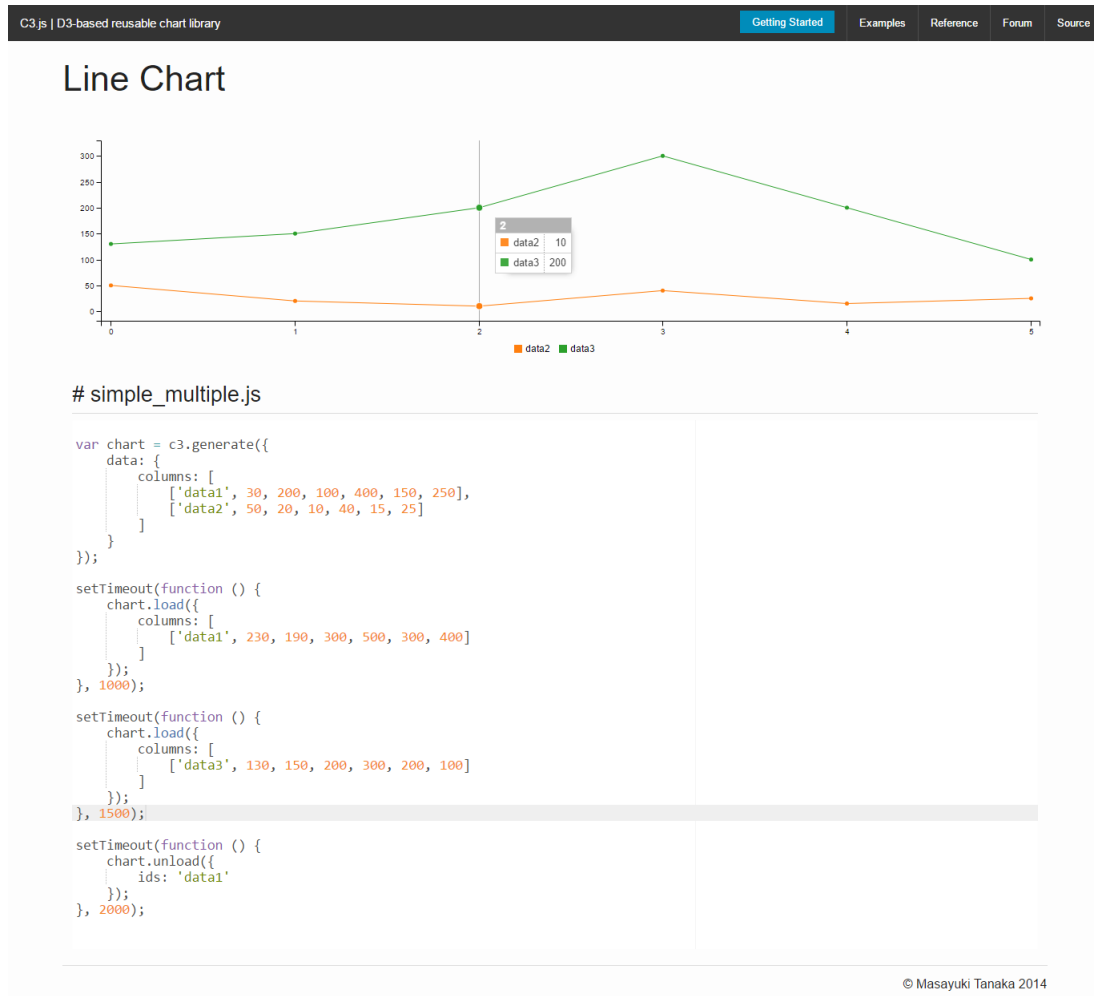 C3.js | D3-based reusable chart library Getting Started Examples Reference Forum Source
Line Chart
300
250
200
150
100
50
0
2
data2 10
data3 200
0 1 2 3 4 5
data2 data3
# simple_multiple.js
var chart = c3.generate({
    data: {
        columns: [
            ['data1', 30, 200, 100, 400, 150, 250],
            ['data2', 50, 20, 10, 40, 15, 25]
        ]
    }
});
setTimeout(function () {
    chart.load({
        columns: [
            ['data1', 230, 190, 300, 500, 300, 400]
        ]
    });
}, 1000);
setTimeout(function () {
    chart.load({
        columns: [
            ['data3', 130, 150, 200, 300, 200, 100]
        ]
    });
}, 1500);
setTimeout(function () {
    chart.unload({
        ids: 'data1'
    });
}, 2000);
© Masayuki Tanaka 2014